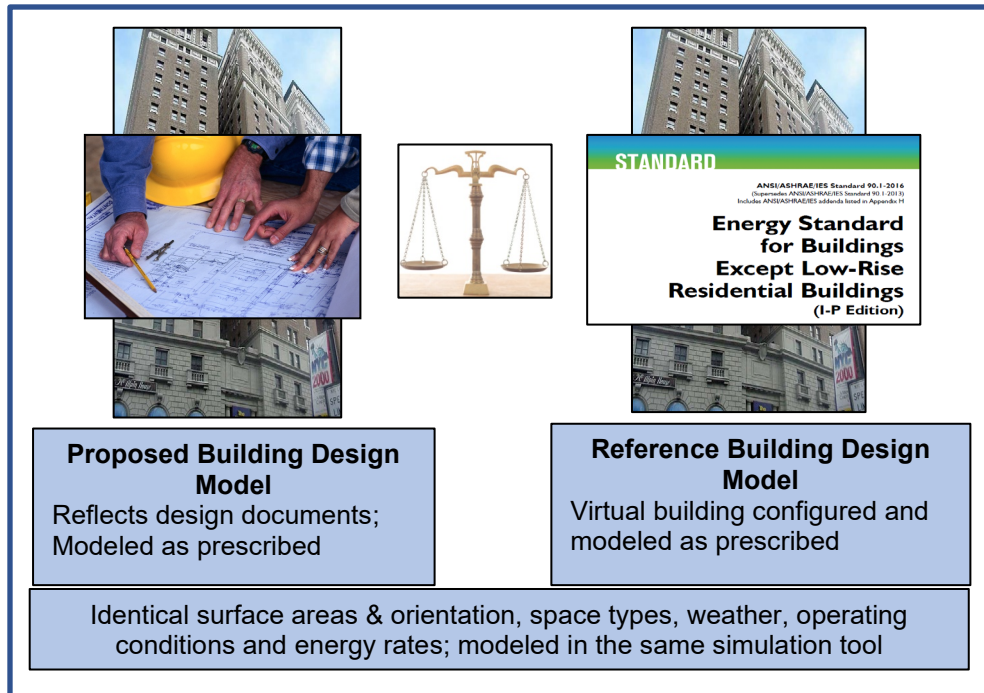 STANDARD
ANSI/ASHRAE/IES Standard 90.1-2016
(Supersedes ANSI/ASHRAE/IES Standard 90.1-2013)
Includes ANSI/ASHRAE/IES addenda listed in Appendix H
Energy Standard
for Buildings
Except Low-Rise
Residential Buildings
(I-P Edition)
2000
2000
Proposed Building Design
Model
Reflects design documents;
Modeled as prescribed
Reference Building Design
Model
Virtual building configured and
modeled as prescribed
Identical surface areas & orientation, space types, weather, operating
conditions and energy rates; modeled in the same simulation tool